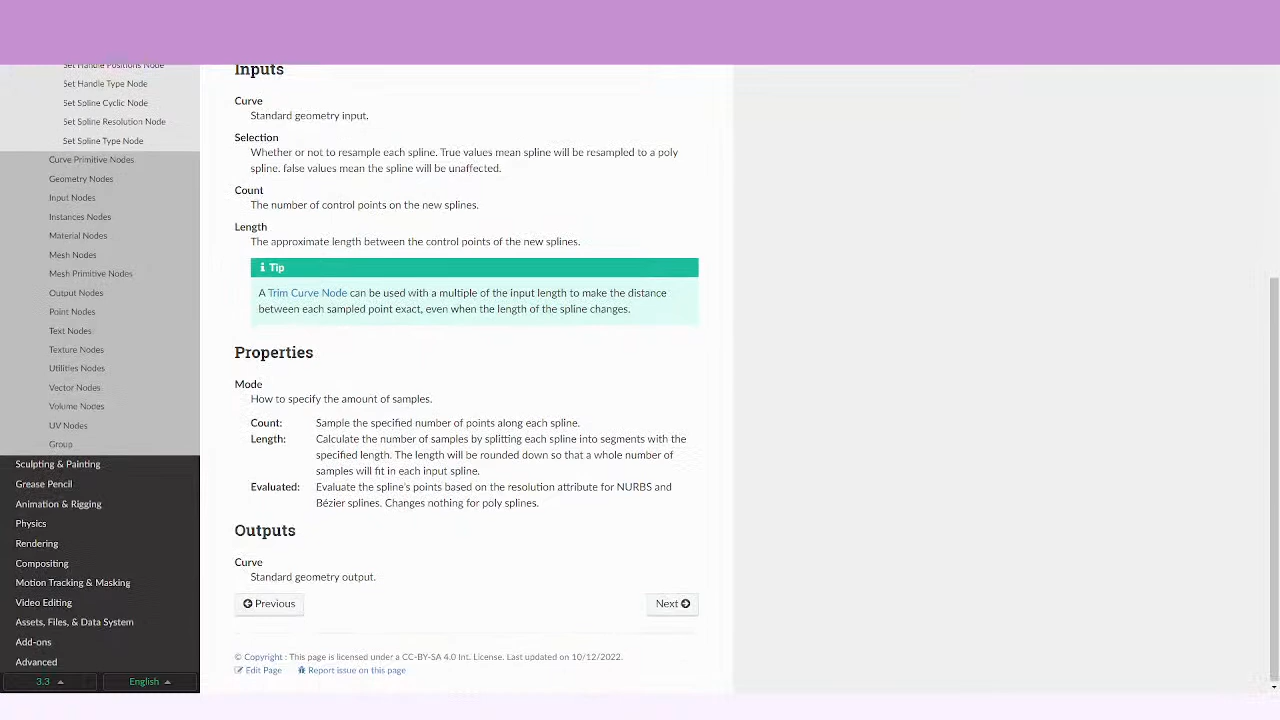 Set Handle Positions Node
Set Handle Type Node
Set Spline Cyclic Node
Set Spline Resolution Node
Set Spline Type Node
Curve Primitive Nodes
Geometry Nodes
Input Nodes
Instances Nodes
Material Nodes
Mesh Nodes
Mesh Primitive Nodes
Output Nodes
Point Nodes
Text Nodes
Texture Nodes
Utilities Nodes
Vector Nodes
Volume Nodes
UV Nodes
Group
Sculpting & Painting
Grease Pencil
Animation & Rigging
Physics
Rendering
Compositing
Motion Tracking & Masking
Video Editing
Assets, Files, & Data System
Add-ons
Advanced
3.3
English
Inputs
Curve
Standard geometry input.
Selection
Whether or not to resample each spline. True values mean spline will be resampled to a poly
spline. false values mean the spline will be unaffected.
Count
The number of control points on the new splines.
Length
The approximate length between the control points of the new splines.
Tip
A Trim Curve Node can be used with a multiple of the input length to make the distance
between each sampled point exact, even when the length of the spline changes.
Properties
Mode
How to specify the amount of samples.
Count: Sample the specified number of points along each spline.
Length: Calculate the number of samples by splitting each spline into segments with the
specified length. The length will be rounded down so that a whole number of
samples will fit in each input spline.
Evaluated: Evaluate the spline's points based on the resolution attribute for NURBS and
Bézier splines. Changes nothing for poly splines.
Outputs
Curve
Standard geometry output.
Previous
Next
© Copyright : This page is licensed under a CC-BY-SA 4.0 Int. License. Last updated on 10/12/2022.
Edit Page Report issue on this page